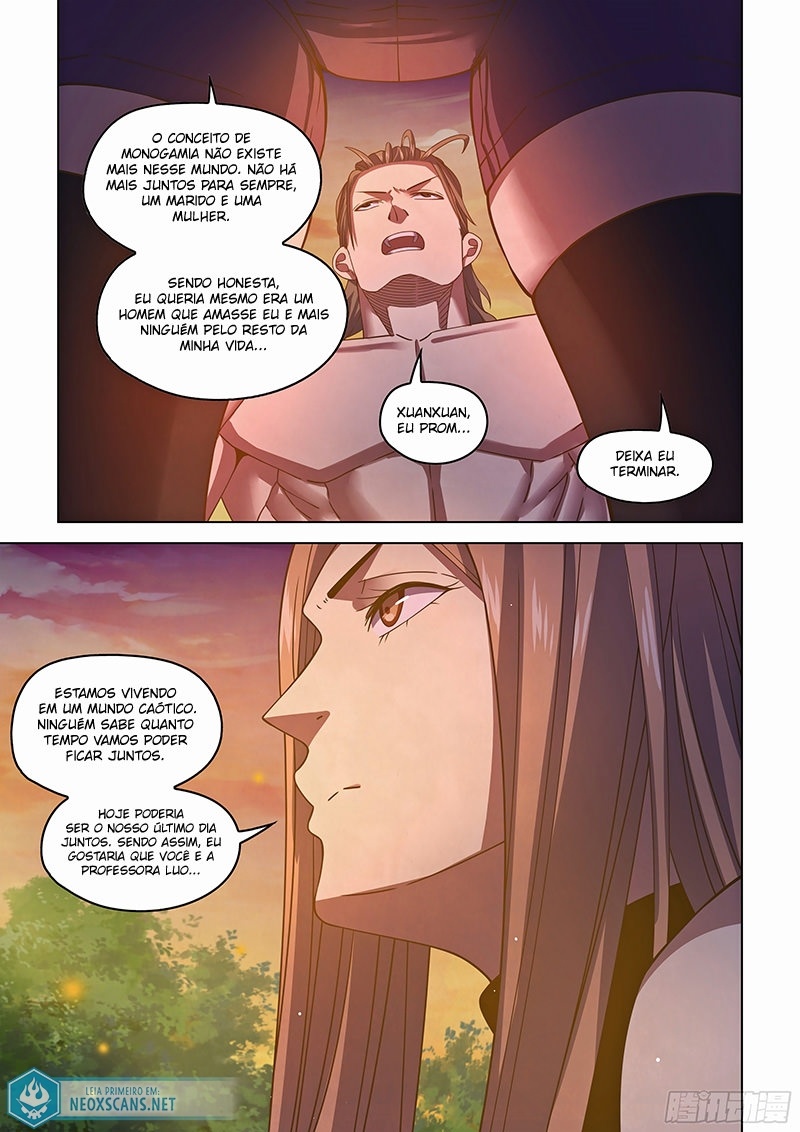 O CONCEITO DE
MONOGAMIA NÃO EXISTE
MAIS NESSE MUNDO. NÃO HÁ
MAIS JUNTOS PARA SEMPRE,
UM MARIDO E UMA
MULHER.
SENDO HONESTA,
EU QUERIA MESMO ERA UM
HOMEM QUE AMASSE EU E MAIS
NINGUÉM PELO RESTO DA
MINHA VIDA...
XUANXUAN,
EU PROM...
DEIXA EU
TERMINAR.
ESTAMOS VIVENDO
EM UM MUNDO CAÓTICO.
NINGUÉM SABE QUANTO
TEMPO VAMOS PODER
FICAR JUNTOS.
HOJE PODERIA
SER O NOSSO ÚLTIMO DIA
JUNTOS. SENDO ASSIM, EU
GOSTARIA QUE VOCÊ E A
PROFESSORA LUO...
LEIA PRIMEIRO EM:
NEOXSCANS.NET
腾讯动漫